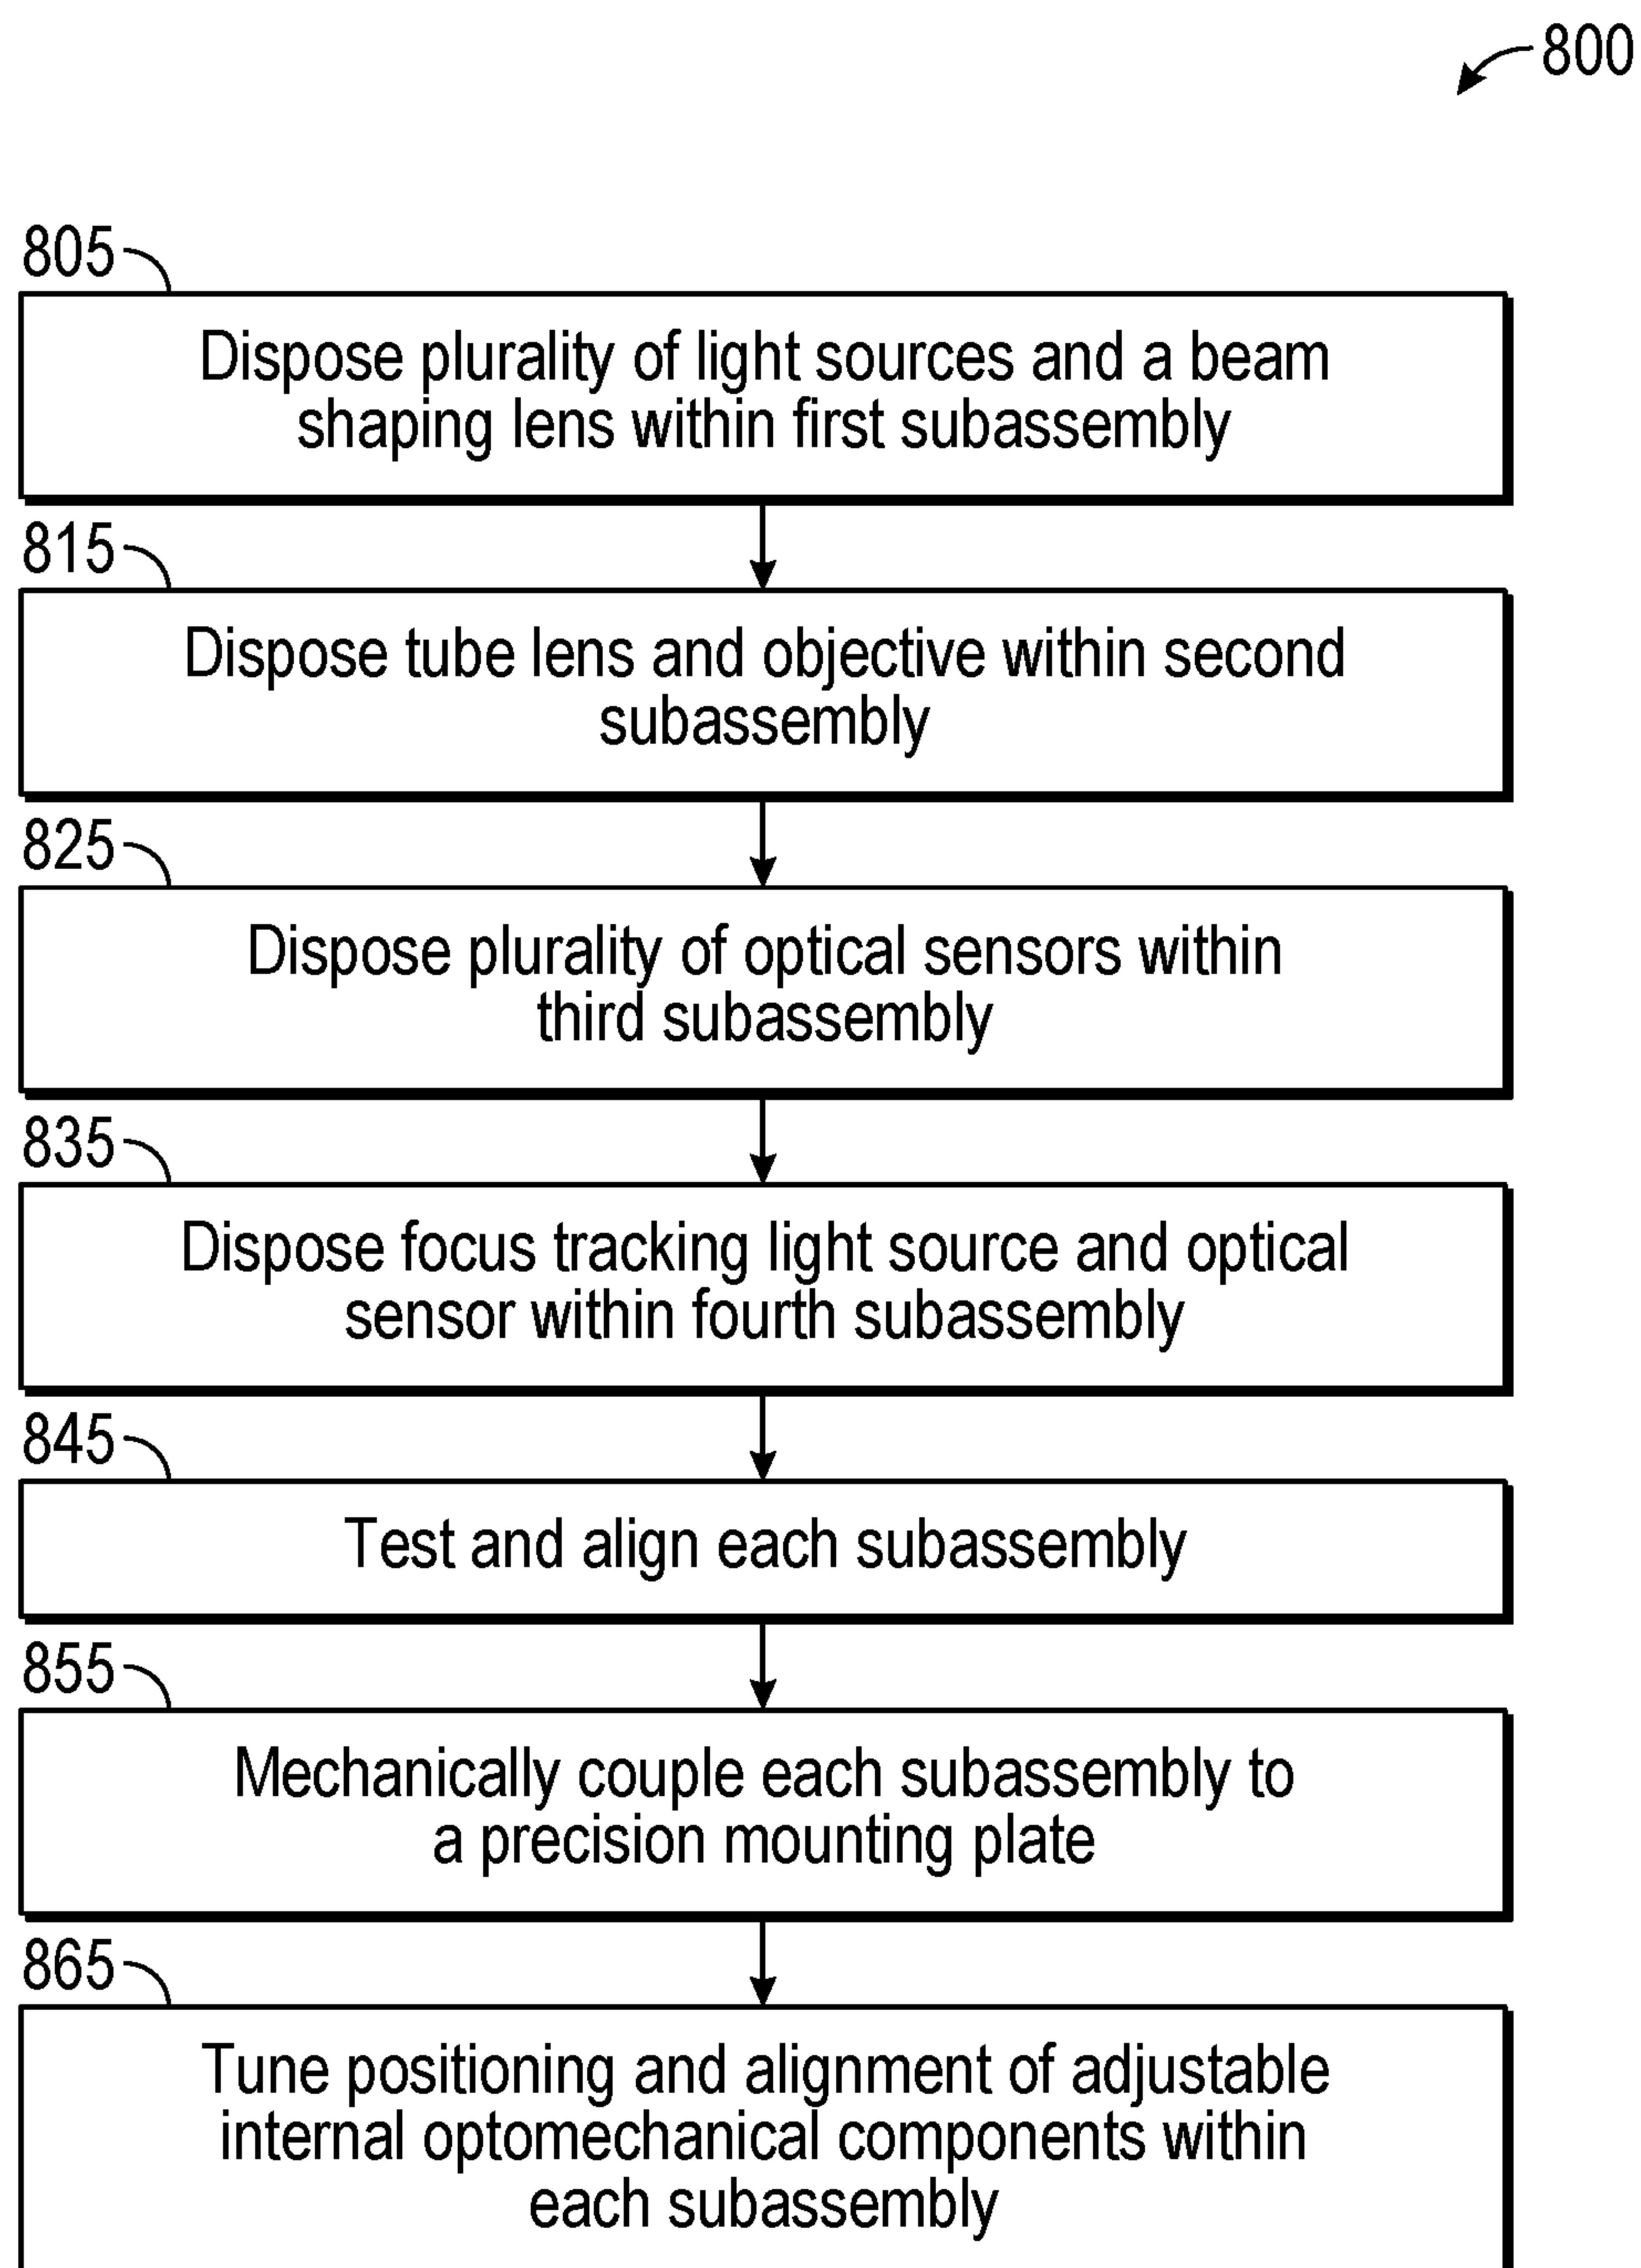 800
805
Dispose plurality of light sources and a beam
shaping lens within first subassembly
815
Dispose tube lens and objective within second
subassembly
825
Dispose plurality of optical sensors within
third subassembly
835
Dispose focus tracking light source and optical
sensor within fourth subassembly
845
Test and align each subassembly
855
Mechanically couple each subassembly to
a precision mounting plate
865
Tune positioning and alignment of adjustable
internal optomechanical components within
each subassembly